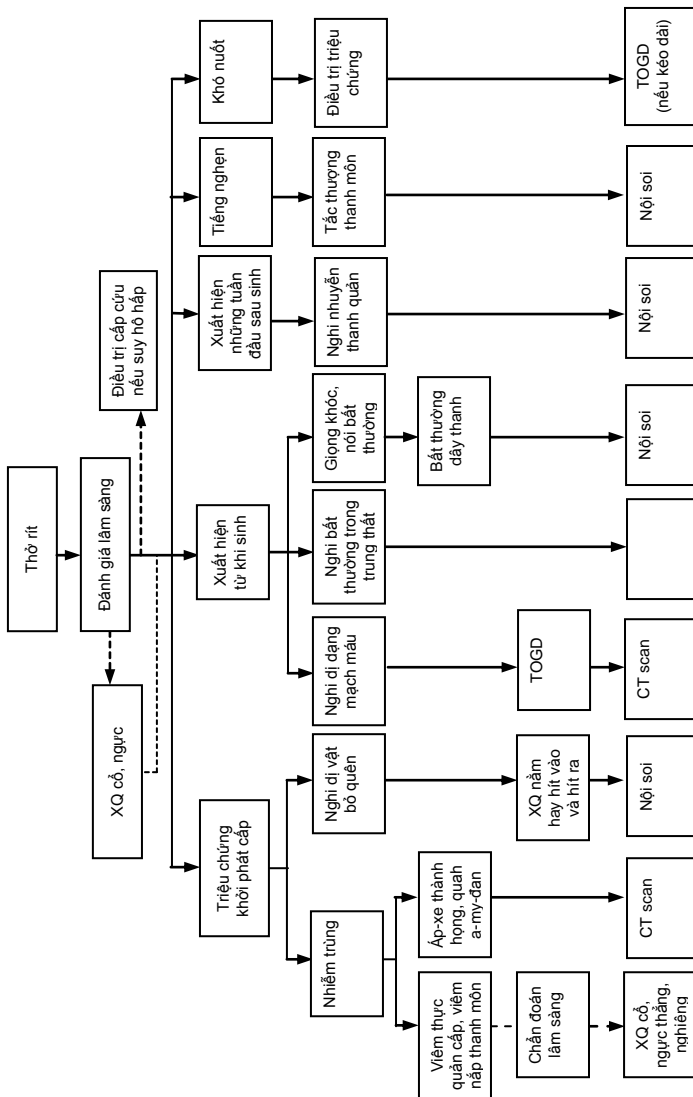 Thở rít
Đánh giá lâm sàng
Điều trị cấp cứu
nếu suy hô hấp
XQ cổ, ngực
Triệu chứng
khởi phát cấp
Xuất hiện
từ khi sinh
Xuất hiện
những tuần
đầu sau sinh
Tiếng nghẹn
Khó nuốt
Nhiễm trùng
Nghi dị vật
bỏ quên
Nghi dị dạng
mạch máu
Nghi bất
thường trong
trung thất
Giọng khóc,
nói bất
thường
Nghi nhuyễn
thanh quản
Tắc thượng
thanh môn
Điều trị triệu
chứng
Viêm thực
quản cấp, viêm
nắp thanh môn
Áp-xe thành
họng, quah
a-my-đan
Bất thường
dây thanh
Chẩn đoán
lâm sàng
XQ nằm
hay hít vào
và hít ra
TOGD
XQ cổ,
ngực thẳng,
nghiêng
CT scan
Nội soi
CT scan
Nội soi
Nội soi
Nội soi
TOGD
(nếu kéo dài)